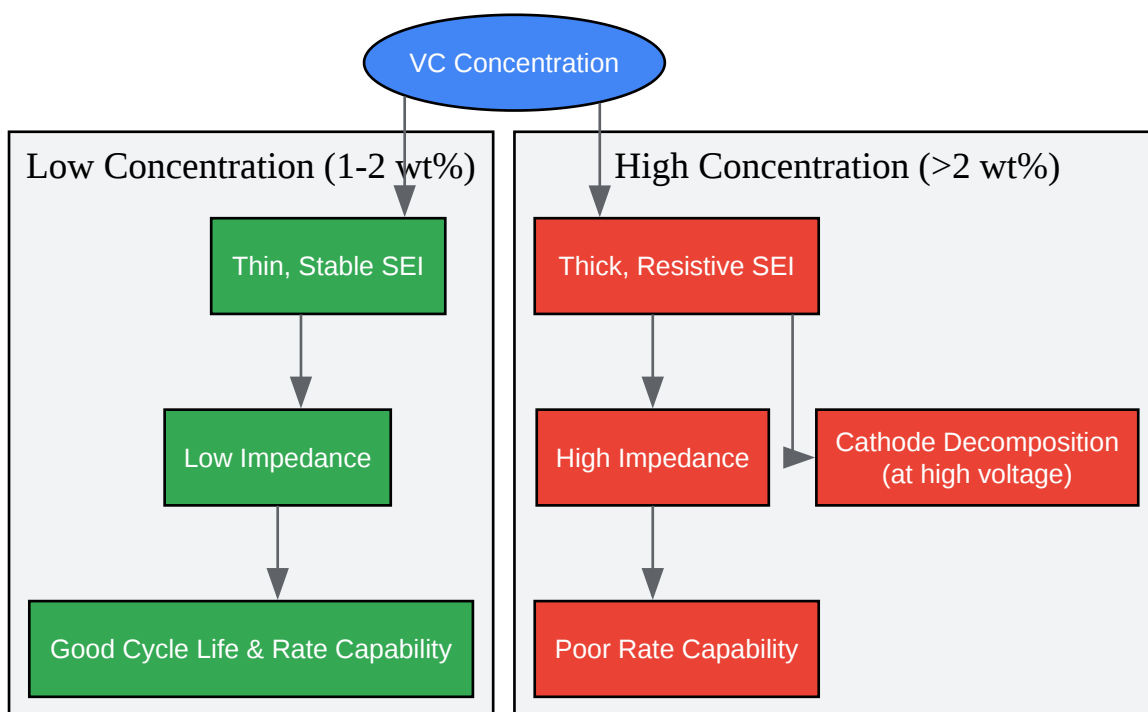 VC Concentration
Low Concentration (1-2 wt%)
Thin, Stable SEI
Low Impedance
Good Cycle Life & Rate Capability
High Concentration (>2 wt%)
Thick, Resistive SEI
High Impedance
Cathode Decomposition
(at high voltage)
Poor Rate Capability